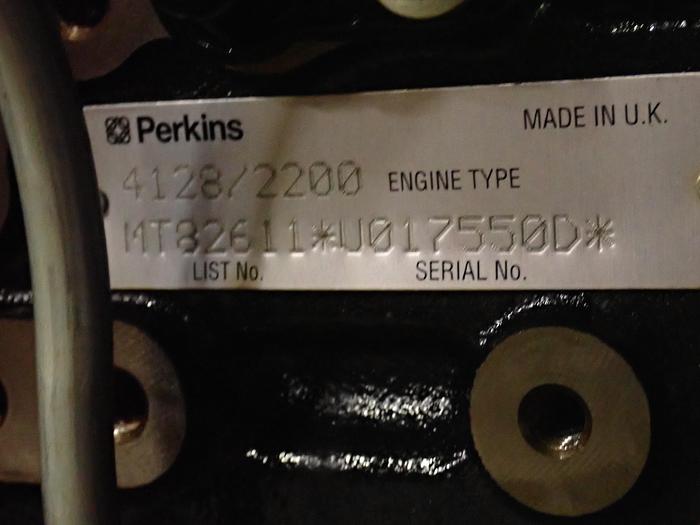 Perkins MADE IN U.K.
4128/2200 ENGINE TYPE
MT82611*U017550D*
LIST No. SERIAL No.